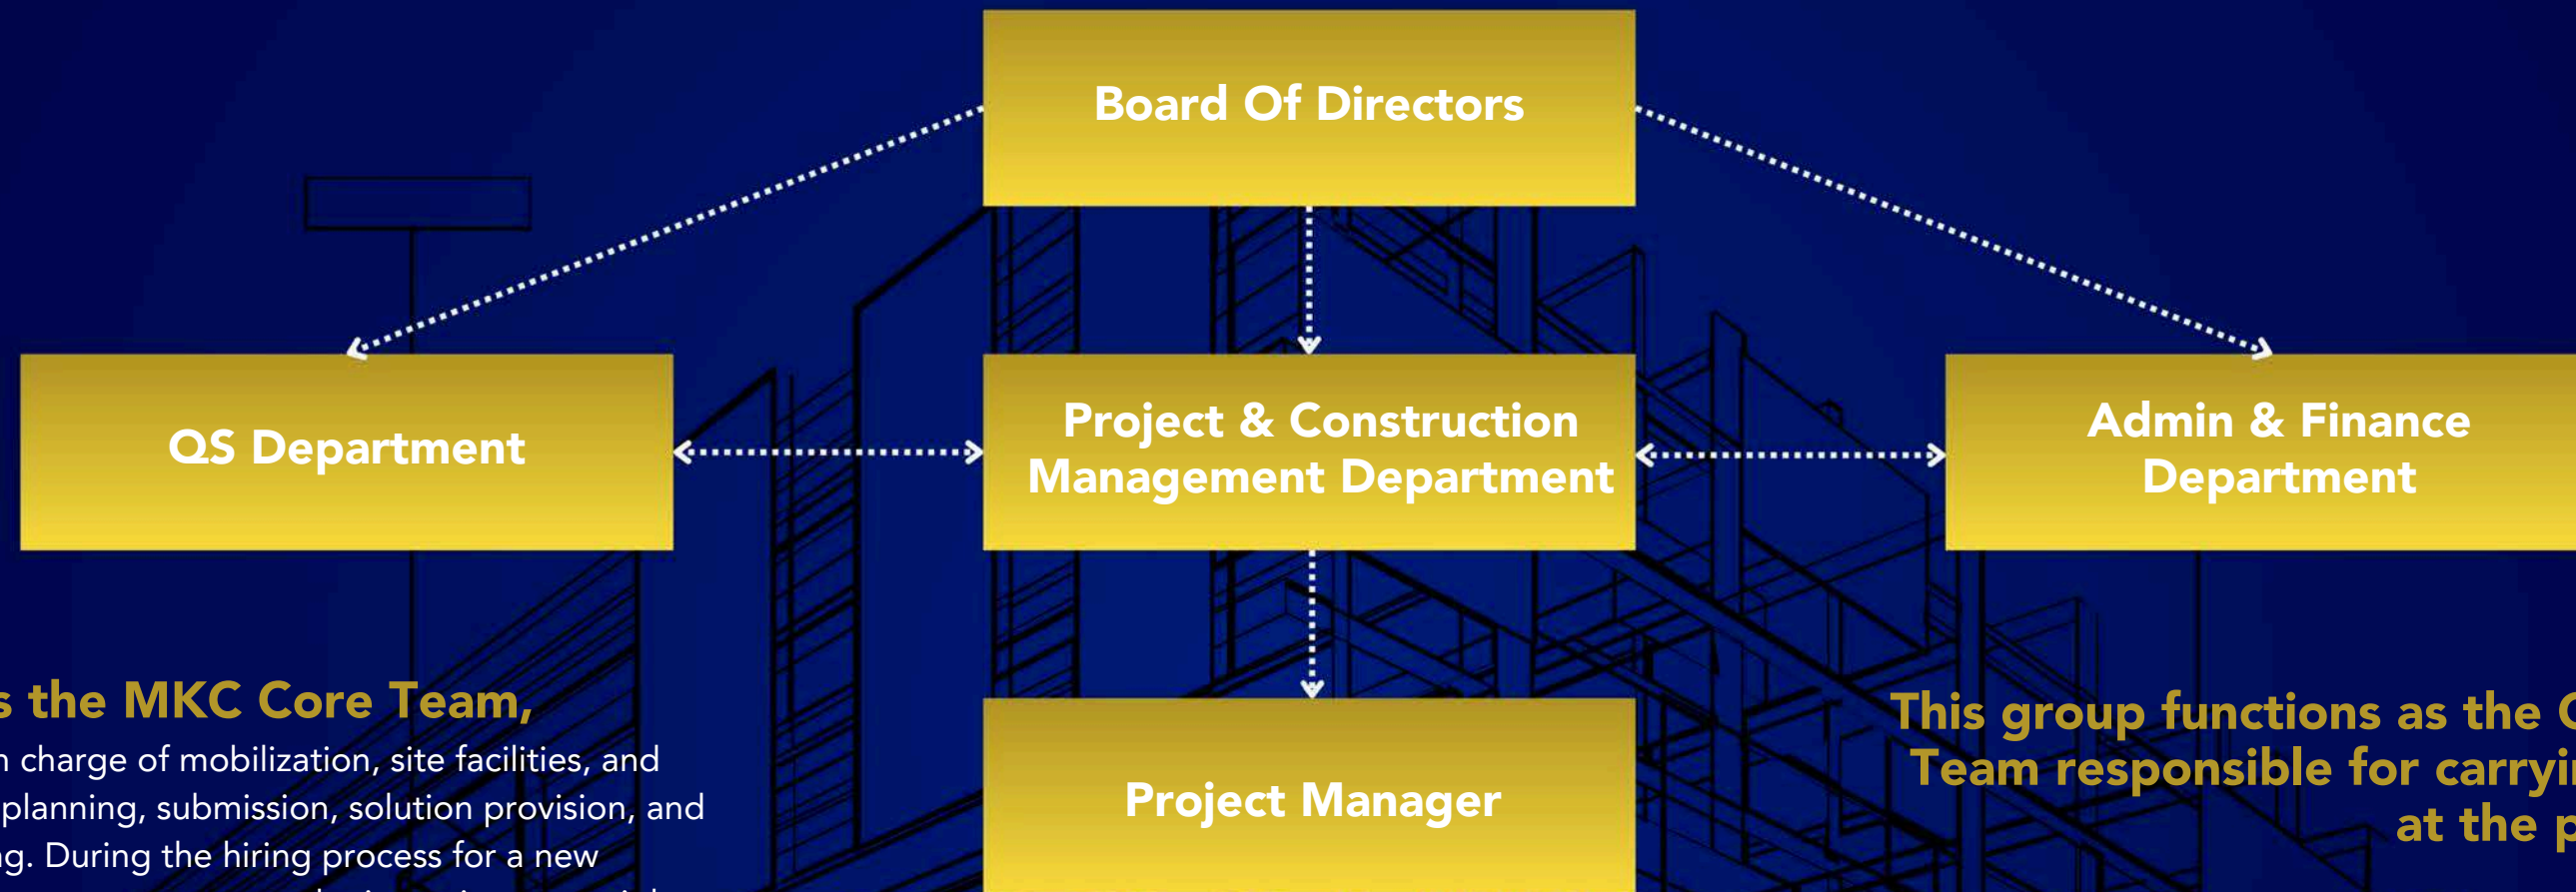 Board Of Directors
QS Department
Project & Construction
Management Department
Admin & Finance
Department
s the MKC Core Team,
charge of mobilization, site facilities, and
planning, submission, solution provision, and
During the hiring process for a new
Project Manager
This group functions as the
Team responsible for
at the